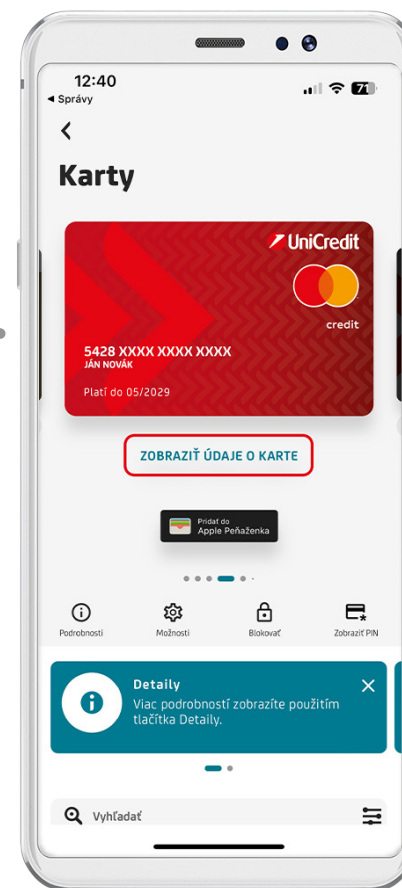 12:40
◄ Správy
71
Karty
UniCredit
credit
5428 XXXX XXXX XXXX
JÁN NOVÁK
Platí do 05/2029
ZOBRAZIŤ ÚDAJE O KARTE
Pridať do
Apple Peňaženka
Podrobnosti Možnosti Blokovať Zobraziť PIN
Detaily
Viac podrobností zobrazíte použitím
tlačítka Detaily.
Vyhľadať